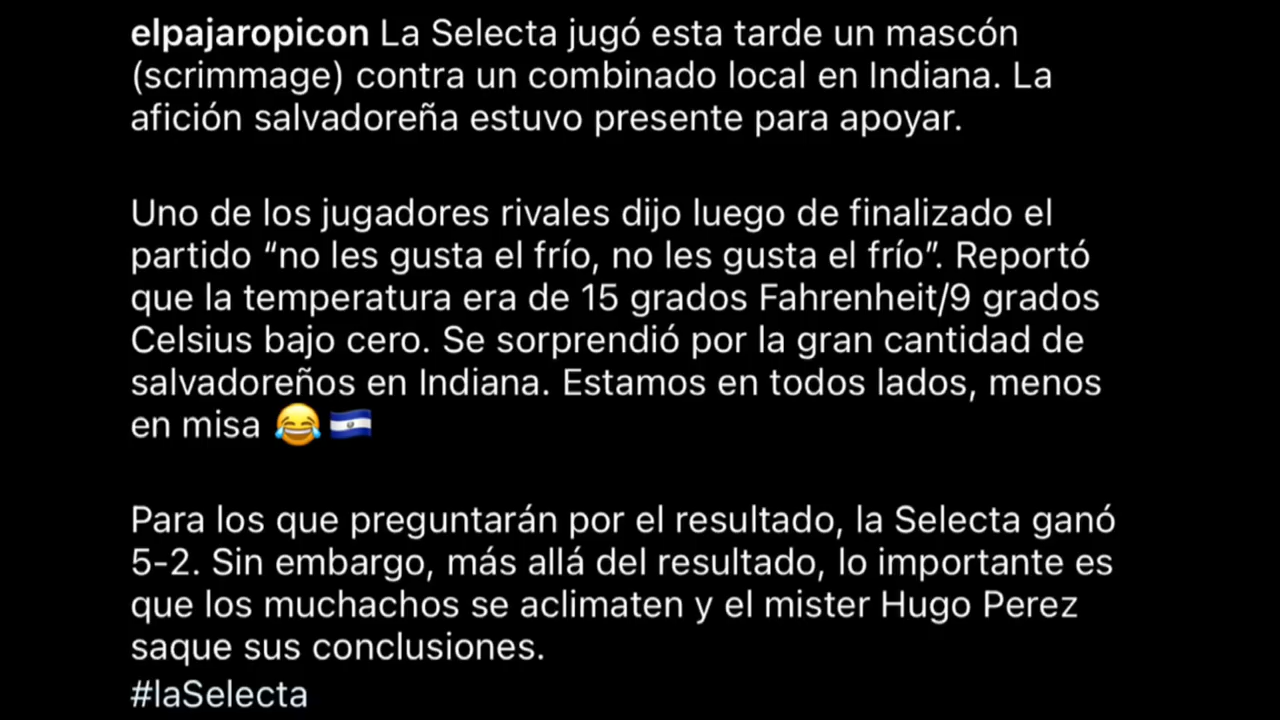 elpajaropicon La Selecta jugó esta tarde un mascón
(scrimmage) contra un combinado local en Indiana. La
afición salvadoreña estuvo presente para apoyar.
Uno de los jugadores rivales dijo luego de finalizado el
partido “no les gusta el frío, no les gusta el frío”. Reportó
que la temperatura era de 15 grados Fahrenheit/9 grados
Celsius bajo cero. Se sorprendió por la gran cantidad de
salvadoreños en Indiana. Estamos en todos lados, menos
en misa 😂🇸🇻
Para los que preguntarán por el resultado, la Selecta ganó
5-2. Sin embargo, más allá del resultado, lo importante es
que los muchachos se aclimaten y el mister Hugo Perez
saque sus conclusiones.
#laSelecta